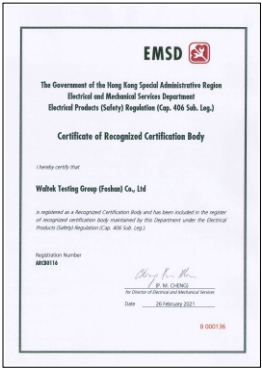 EMSD
The Government of the Hong Kong Special Administrative Region
Electrical and Mechanical Services Department
Electrical Products (Safety) Regulation (Cap. 406 Sub. Leg.)
Certificate of Recognized Certification Body
I hereby certify that
Waltek Testing Group (Foshan) Co., Ltd
is registered as a Recognized Certification Body and has been included in the register
of recognized certification body maintained by this Department under the Electrical
Products (Safety) Regulation (Cap. 406 Sub. Leg.)
Registration Number
ARCB0116
(P. M. CHENG)
for Director of Electrical and Mechanical Services
Date 26 February 2021
B 000136